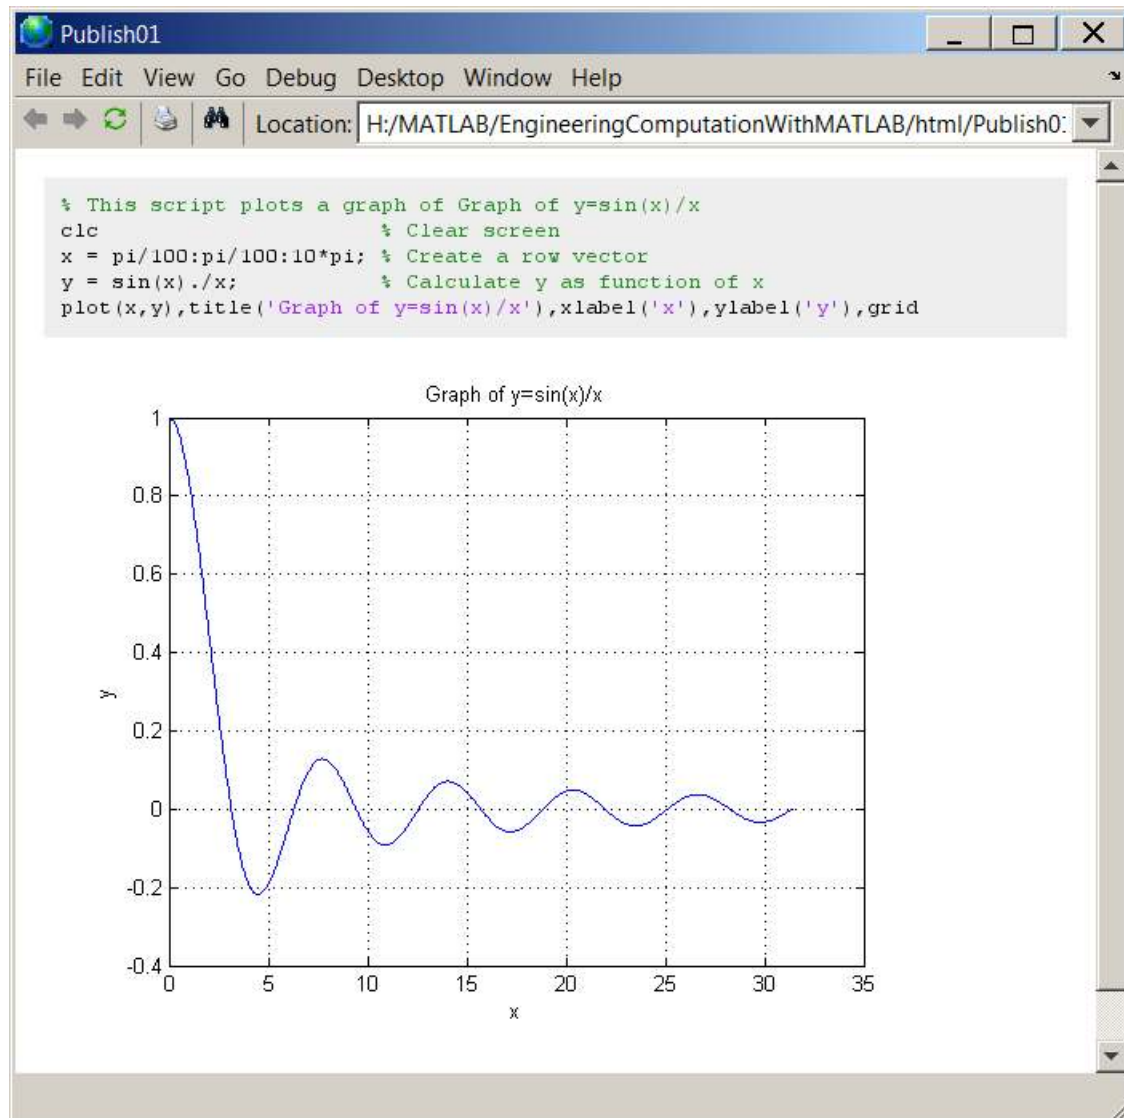 Publish01
File Edit View Go Debug Desktop Window Help
Location: H:/MATLAB/EngineeringComputationWithMATLAB/html/Publish01
% This script plots a graph of Graph of y=sin(x)/x
clc % Clear screen
x = pi/100:pi/100:10*pi; % Create a row vector
y = sin(x)./x; % Calculate y as function of x
plot(x,y),title('Graph of y=sin(x)/x'),xlabel('x'),ylabel('y'),grid
Graph of y=sin(x)/x
1
0.8
0.6
0.4
0.2
0
-0.2
-0.4
y
0 5 10 15 20 25 30 35
x